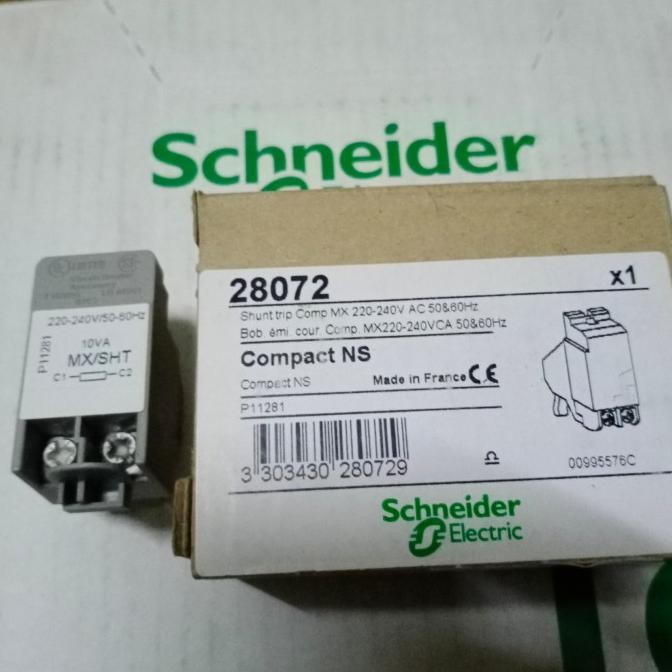 Schneider
LISTED
220-240V/50-60Hz
10VA
MX/SHT
C1 C2
P11281
28072
x1
Shunt trip Comp MX 220-240V AC 50&60Hz
Bob. émi. cour. Comp. MX220-240VCA 50&60Hz
Compact NS
Compact NS
Made in France CE
P11281
3 303430 280729
00995576C
Schneider
Electric